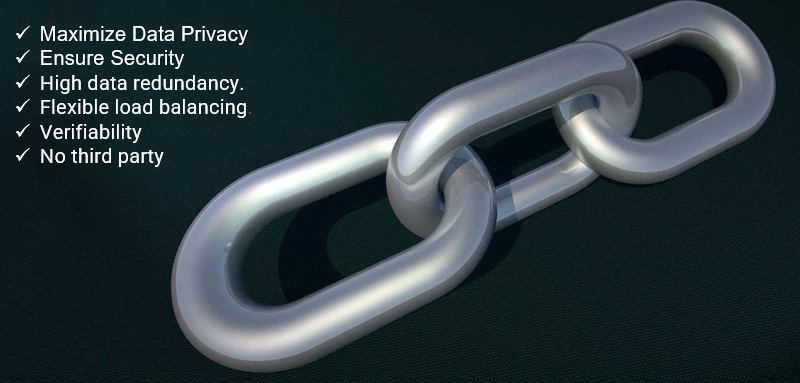 ✓ Maximize Data Privacy
✓ Ensure Security
✓ High data redundancy.
✓ Flexible load balancing.
✓ Verifiability
✓ No third party